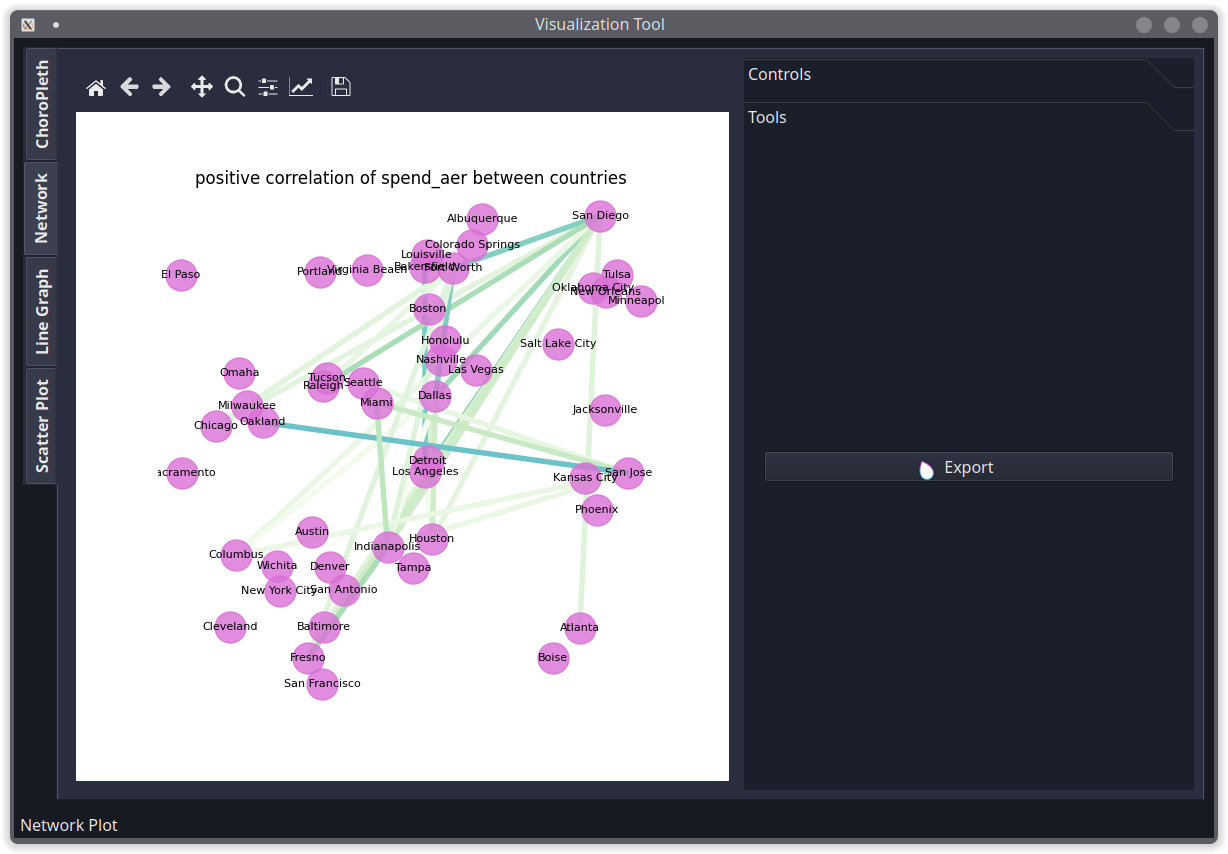 Visualization Tool
ChoroPleth
Network
Line Graph
Scatter Plot
Controls
Tools
Export
positive correlation of spend_aer between countries
Albuquerque
San Diego
Colorado Springs
Louisville
Bakersfield
Fort Worth
El Paso
Portland
Virginia Beach
Tulsa
Oklahoma City
New Orleans
Minneapol
Boston
Honolulu
Salt Lake City
Nashville
Las Vegas
Omaha
Tucson
Raleigh
Seattle
Dallas
Miami
Milwaukee
Jacksonville
Chicago
Oakland
Detroit
Los Angeles
acramento
Kansas City
San Jose
Phoenix
Austin
Houston
Indianapolis
Columbus
Wichita
Denver
Tampa
New York City
San Antonio
Cleveland
Baltimore
Atlanta
Fresno
Boise
San Francisco
Network Plot